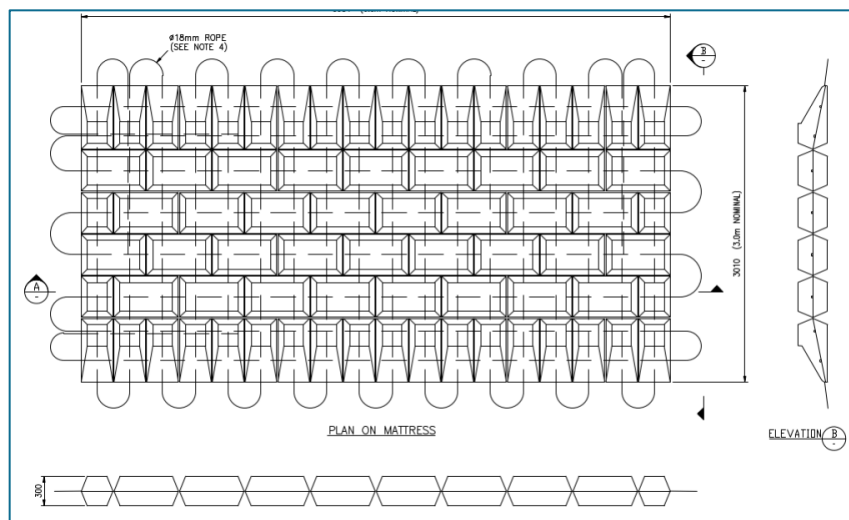 ø18mm ROPE
(SEE NOTE 4)
B
-
3010 (3.0m NOMINAL)
A
-
PLAN ON MATTRESS
ELEVATION B
-
300